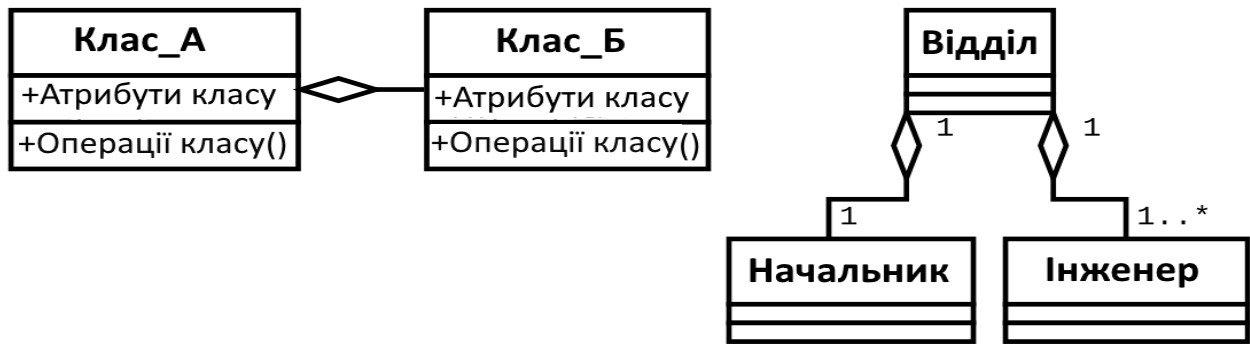 Клас_А
+Атрибути класу
+Операції класу()
Клас_Б
+Атрибути класу
+Операції класу()
Відділ
1
1
1
1..*
Начальник
Інженер